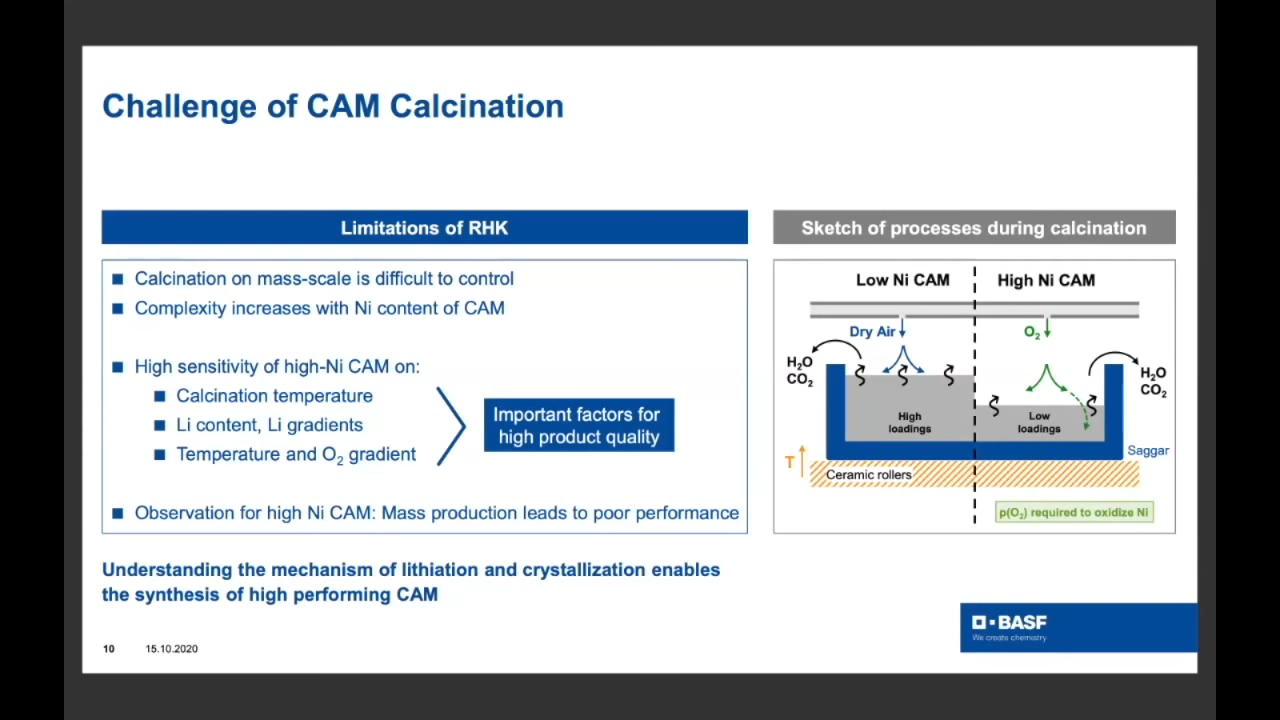 Challenge of CAM Calcination
Limitations of RHK
Calcination on mass-scale is difficult to control
Complexity increases with Ni content of CAM
High sensitivity of high-Ni CAM on:
Calcination temperature
Li content, Li gradients
Temperature and O₂ gradient
Important factors for
high product quality
Observation for high Ni CAM: Mass production leads to poor performance
Sketch of processes during calcination
Low Ni CAM
High Ni CAM
Dry Air
O₂
H₂O
CO₂
H₂O
CO₂
High
loadings
Low
loadings
Saggar
T
Ceramic rollers
p(O₂) required to oxidize Ni
Understanding the mechanism of lithiation and crystallization enables
the synthesis of high performing CAM
10 15.10.2020
BASF
We create chemistry